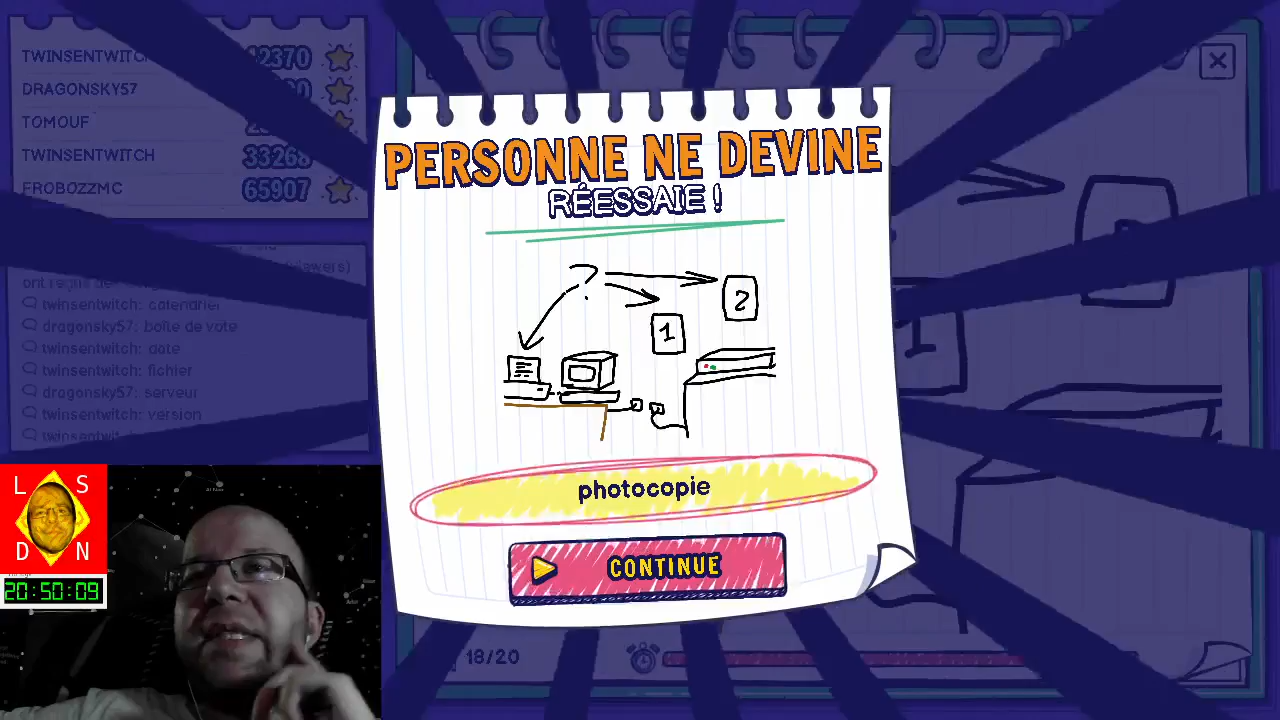 TWINSENTWITCH 42370
DRAGONSKY57
TOMOUF
TWINSENTWITCH 33268
FROBOZZMC 65907
twinsentwitch: calendrier
dragonsky57: boîte de vote
twinsentwitch: date
twinsentwitch: fichier
dragonsky57: serveur
twinsentwitch: version
PERSONNE NE DEVINE
RÉESSAIE !
?
2
1
photocopie
CONTINUE
18/20
L S
D N
20:50:09